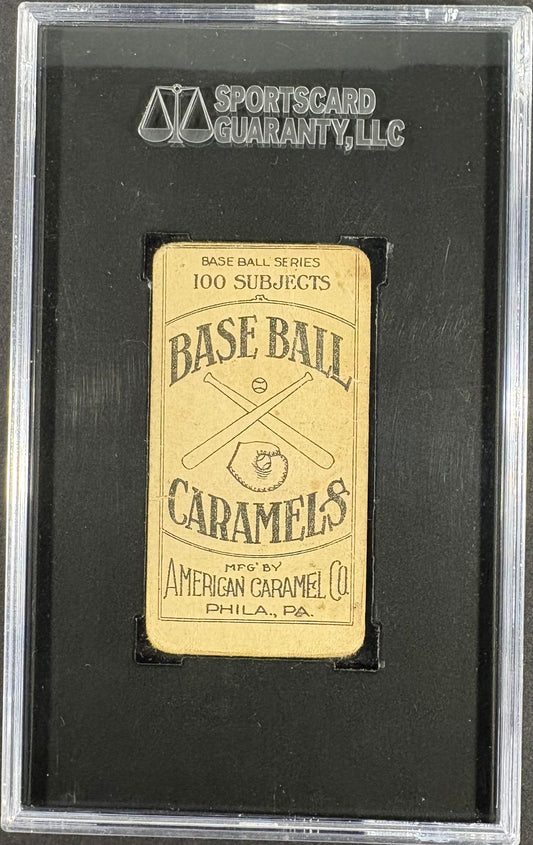 SPORTSCARD
GUARANTY, LLC
BASE BALL SERIES
100 SUBJECTS
BASE BALL
CARAMELS
MFG' BY
AMERICAN CARAMEL CO.
PHILA., PA.